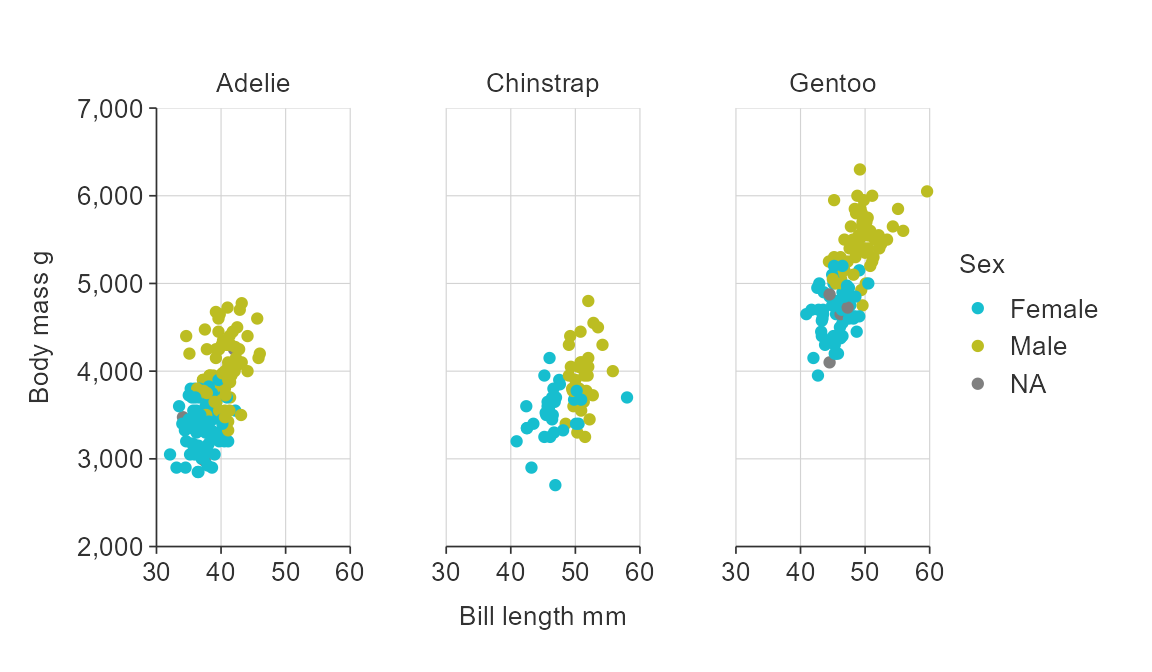 Adelie Chinstrap Gentoo
7,000
6,000
5,000
4,000
3,000
2,000
30 40 50 60 30 40 50 60 30 40 50 60
Body mass g
Bill length mm
Sex
Female
Male
NA